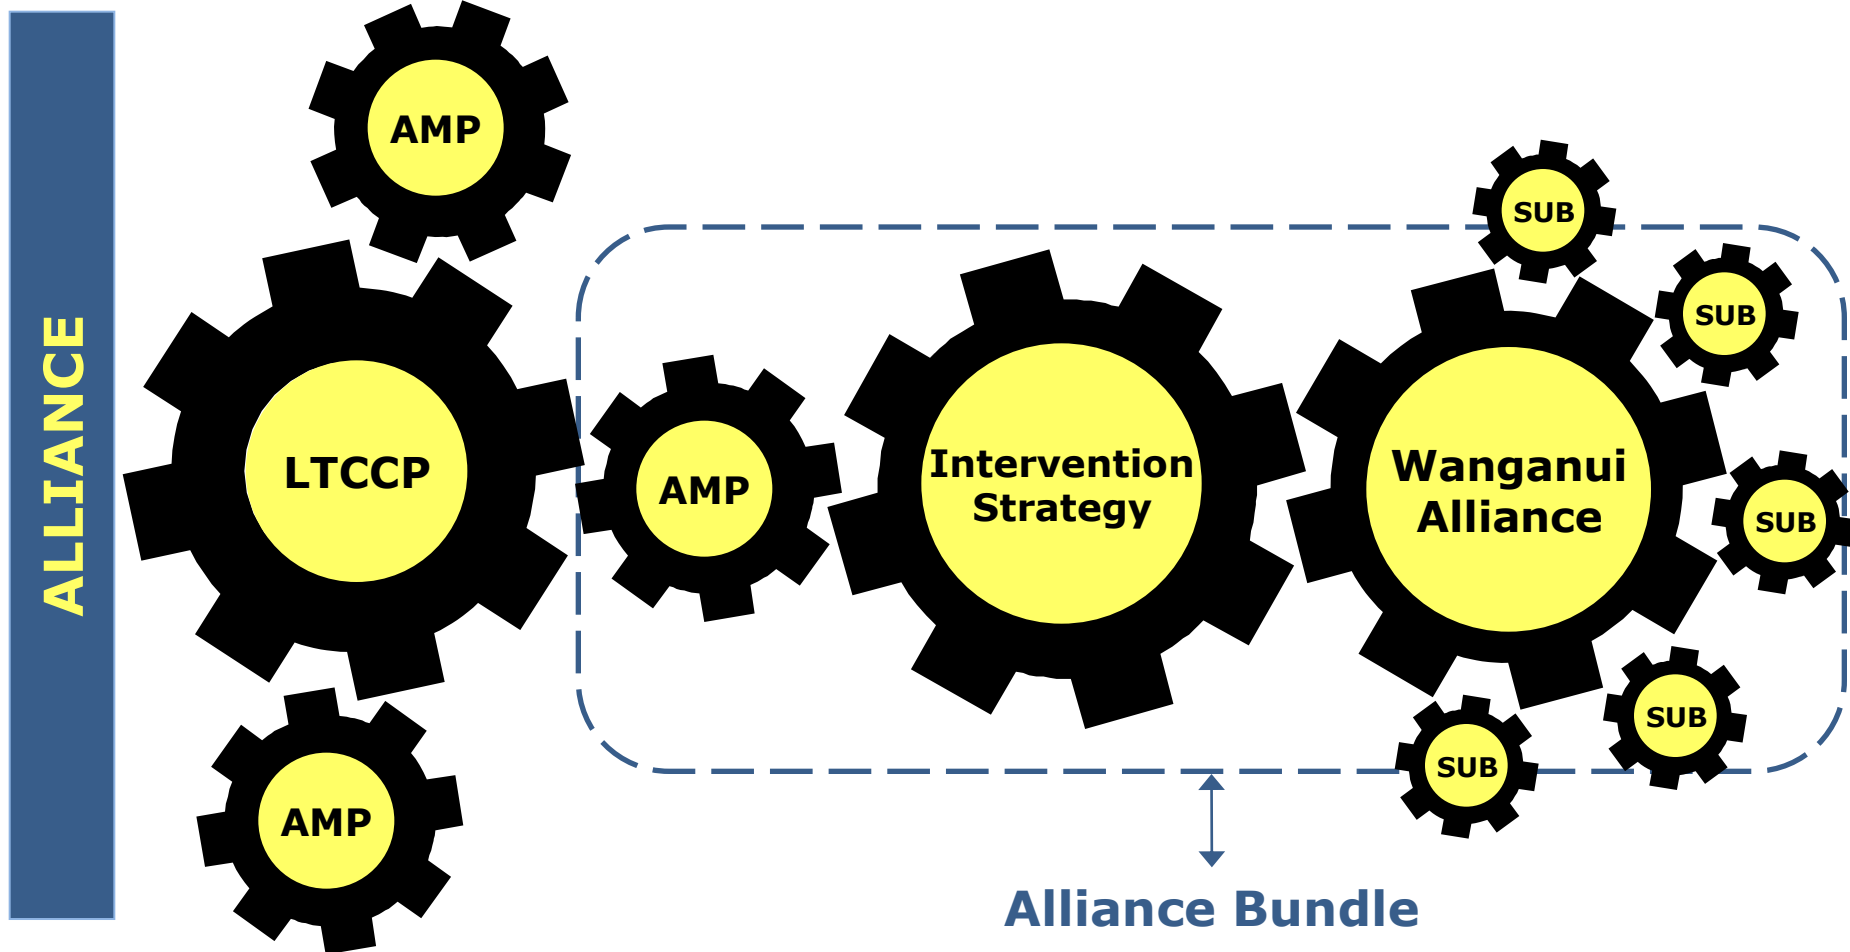 ALLIANCE
AMP
LTCCP
AMP
AMP
Intervention
Strategy
Wanganui
Alliance
SUB
SUB
SUB
SUB
SUB
Alliance Bundle